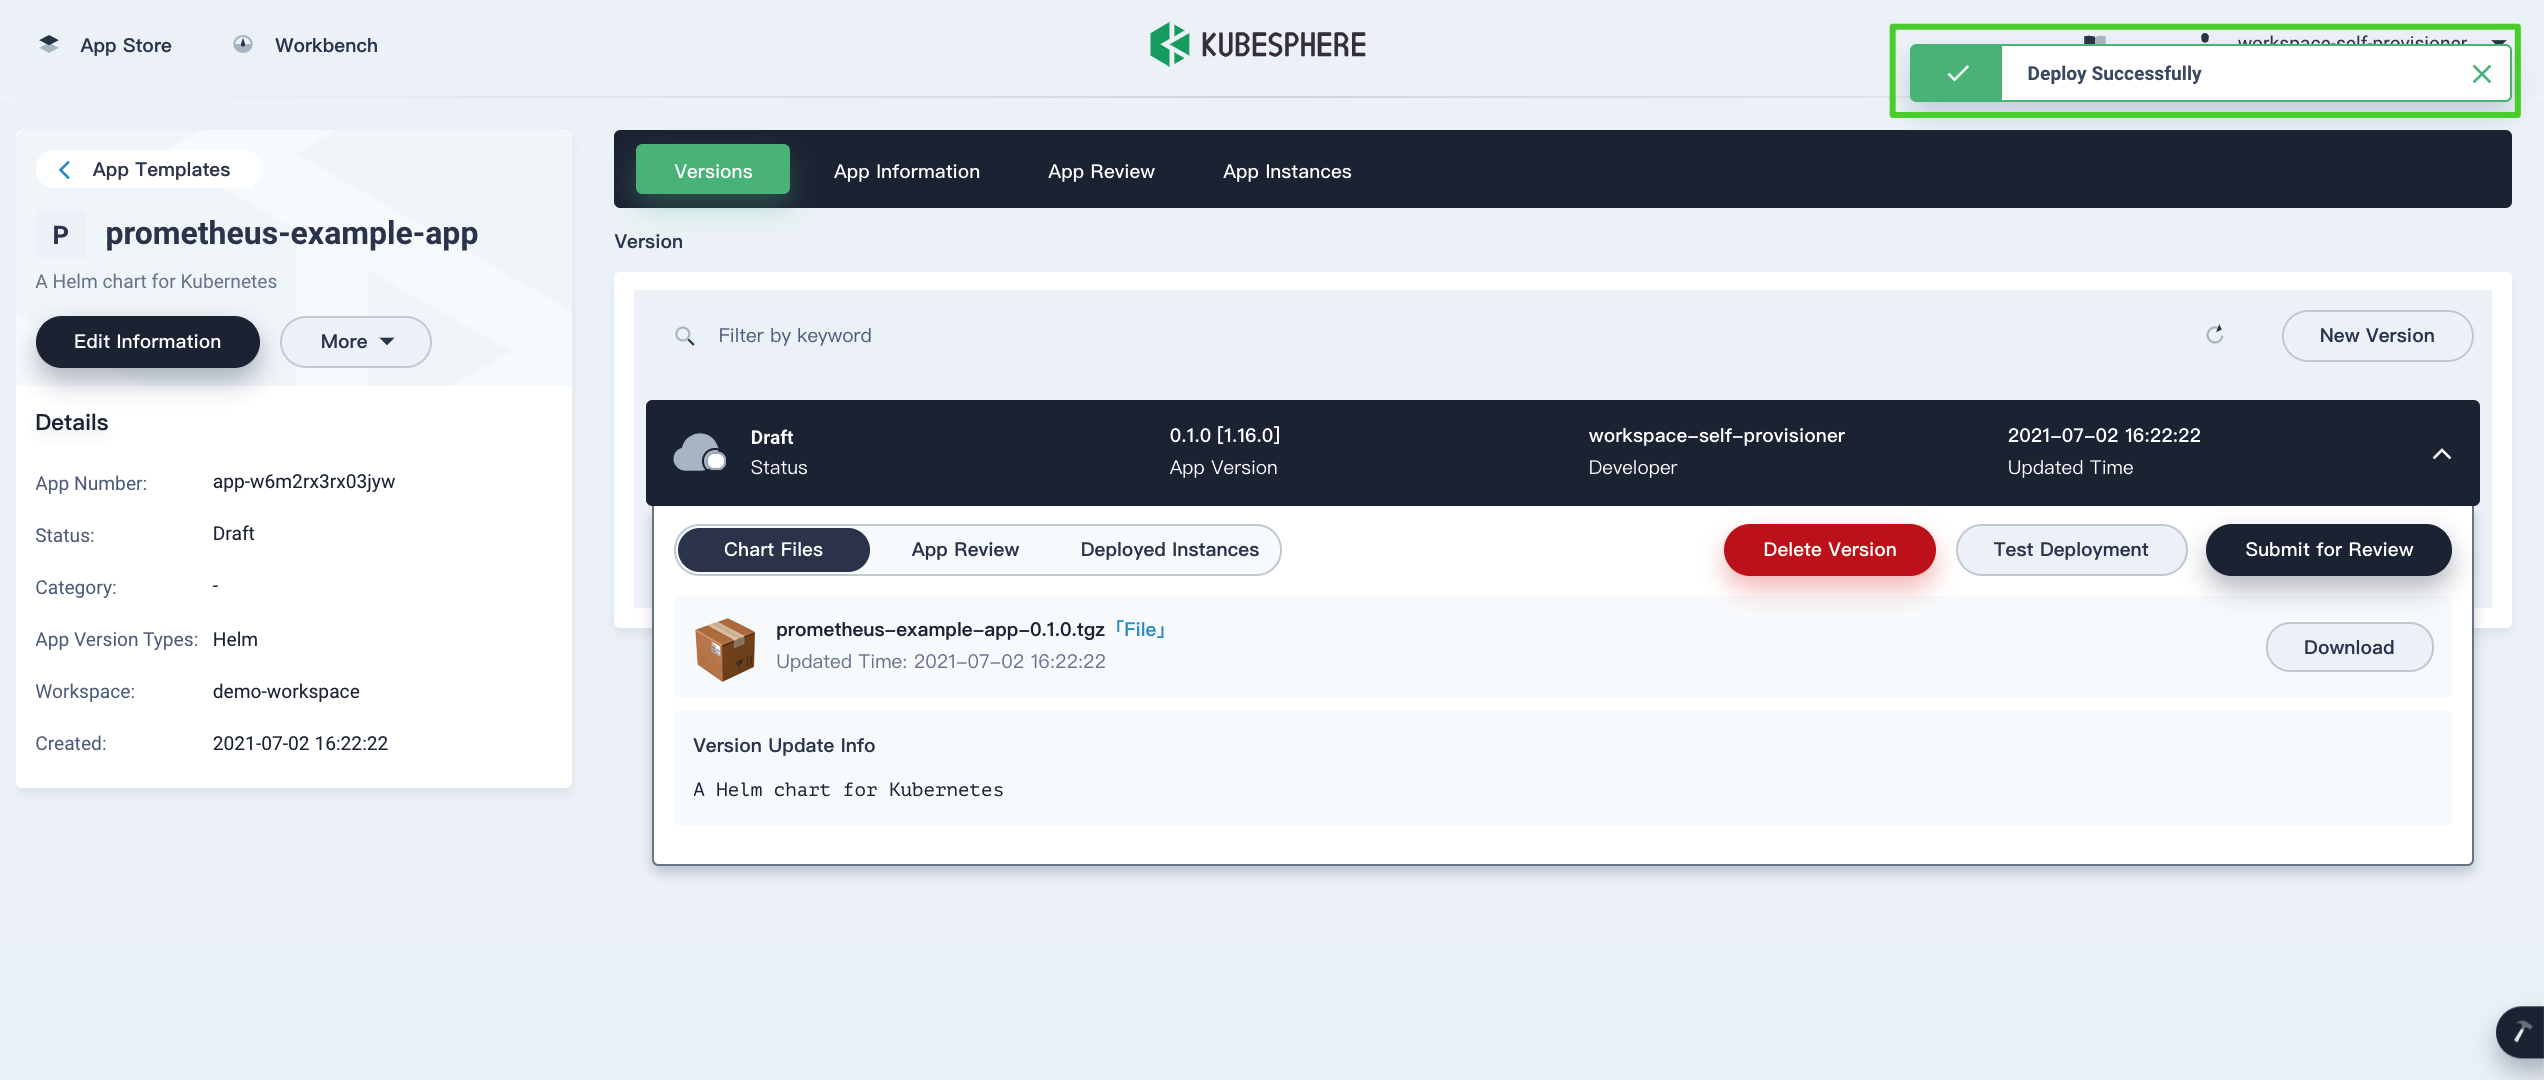 App Store
Workbench
KUBESPHERE
workspace-self-provisioner
Deploy Successfully
App Templates
P
prometheus-example-app
A Helm chart for Kubernetes
Edit Information
More
Details
App Number: app-w6m2rx3rx03jyw
Status: Draft
Category: -
App Version Types: Helm
Workspace: demo-workspace
Created: 2021-07-02 16:22:22
Versions
App Information
App Review
App Instances
Version
Filter by keyword
New Version
Draft
Status
0.1.0 [1.16.0]
App Version
workspace-self-provisioner
Developer
2021-07-02 16:22:22
Updated Time
Chart Files
App Review
Deployed Instances
Delete Version
Test Deployment
Submit for Review
prometheus-example-app-0.1.0.tgz「File」
Updated Time: 2021-07-02 16:22:22
Download
Version Update Info
A Helm chart for Kubernetes